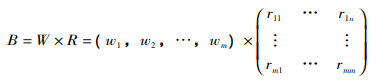 B = W × R = ( w₁ , w₂ , ⋯ , wₘ ) × ( r₁₁ ⋯ r₁ₙ
⋮ ⋮
rₘ₁ ⋯ rₘₘ )